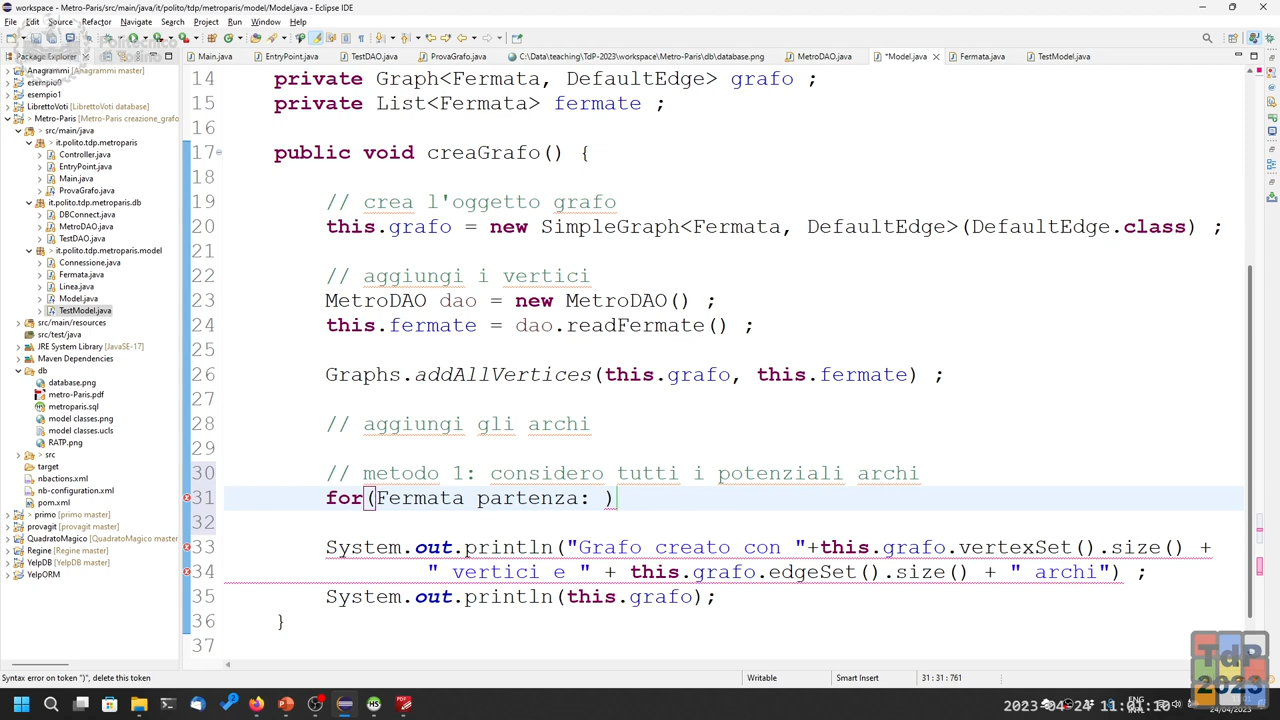 workspace - Metro-Paris/src/main/java/it/polito/tdp/metroparis/model/Model.java - Eclipse IDE
File Edit Source Refactor Navigate Search Project Run Window Help
Package Explorer
Main.java EntryPoint.java TestDAO.java ProvaGrafo.java C:\Data\teaching\TdP-2023\workspace\Metro-Paris\db\database.png MetroDAO.java *Model.java Fermata.java TestModel.java
Anagrammi [Anagrammi master]
esempio0
esempio1
LibrettoVoti [LibrettoVoti database]
> Metro-Paris [Metro-Paris creazione_grafo
> src/main/java
> it.polito.tdp.metroparis
> Controller.java
> EntryPoint.java
> Main.java
> ProvaGrafo.java
> it.polito.tdp.metroparis.db
> DBConnect.java
> MetroDAO.java
> TestDAO.java
> it.polito.tdp.metroparis.model
> Connessione.java
> Fermata.java
> Linea.java
> Model.java
> TestModel.java
src/main/resources
src/test/java
JRE System Library [JavaSE-17]
Maven Dependencies
db
database.png
metro-Paris.pdf
metroparis.sql
model classes.png
model classes.ucls
RATP.png
> src
target
nbactions.xml
nb-configuration.xml
pom.xml
> primo [primo master]
provagit [provagit master]
QuadratoMagico [QuadratoMagico master]
Regine [Regine master]
YelpDB [YelpDB master]
YelpORM
14 private Graph<Fermata, DefaultEdge> grafo ;
15 private List<Fermata> fermate ;
16
17 public void creaGrafo() {
18
19 // crea l'oggetto grafo
20 this.grafo = new SimpleGraph<Fermata, DefaultEdge>(DefaultEdge.class) ;
21
22 // aggiungi i vertici
23 MetroDAO dao = new MetroDAO() ;
24 this.fermate = dao.readFermate() ;
25
26 Graphs.addAllVertices(this.grafo, this.fermate) ;
27
28 // aggiungi gli archi
29
30 // metodo 1: considero tutti i potenziali archi
31 for(Fermata partenza: )
32
33 System.out.println("Grafo creato con "+this.grafo.vertexSet().size() +
34 " vertici e " + this.grafo.edgeSet().size() + " archi") ;
35 System.out.println(this.grafo);
36 }
37
Syntax error on token ")", delete this token
Writable Smart Insert 31 : 31 : 761
TdP
2023
ENG
24/04/2023